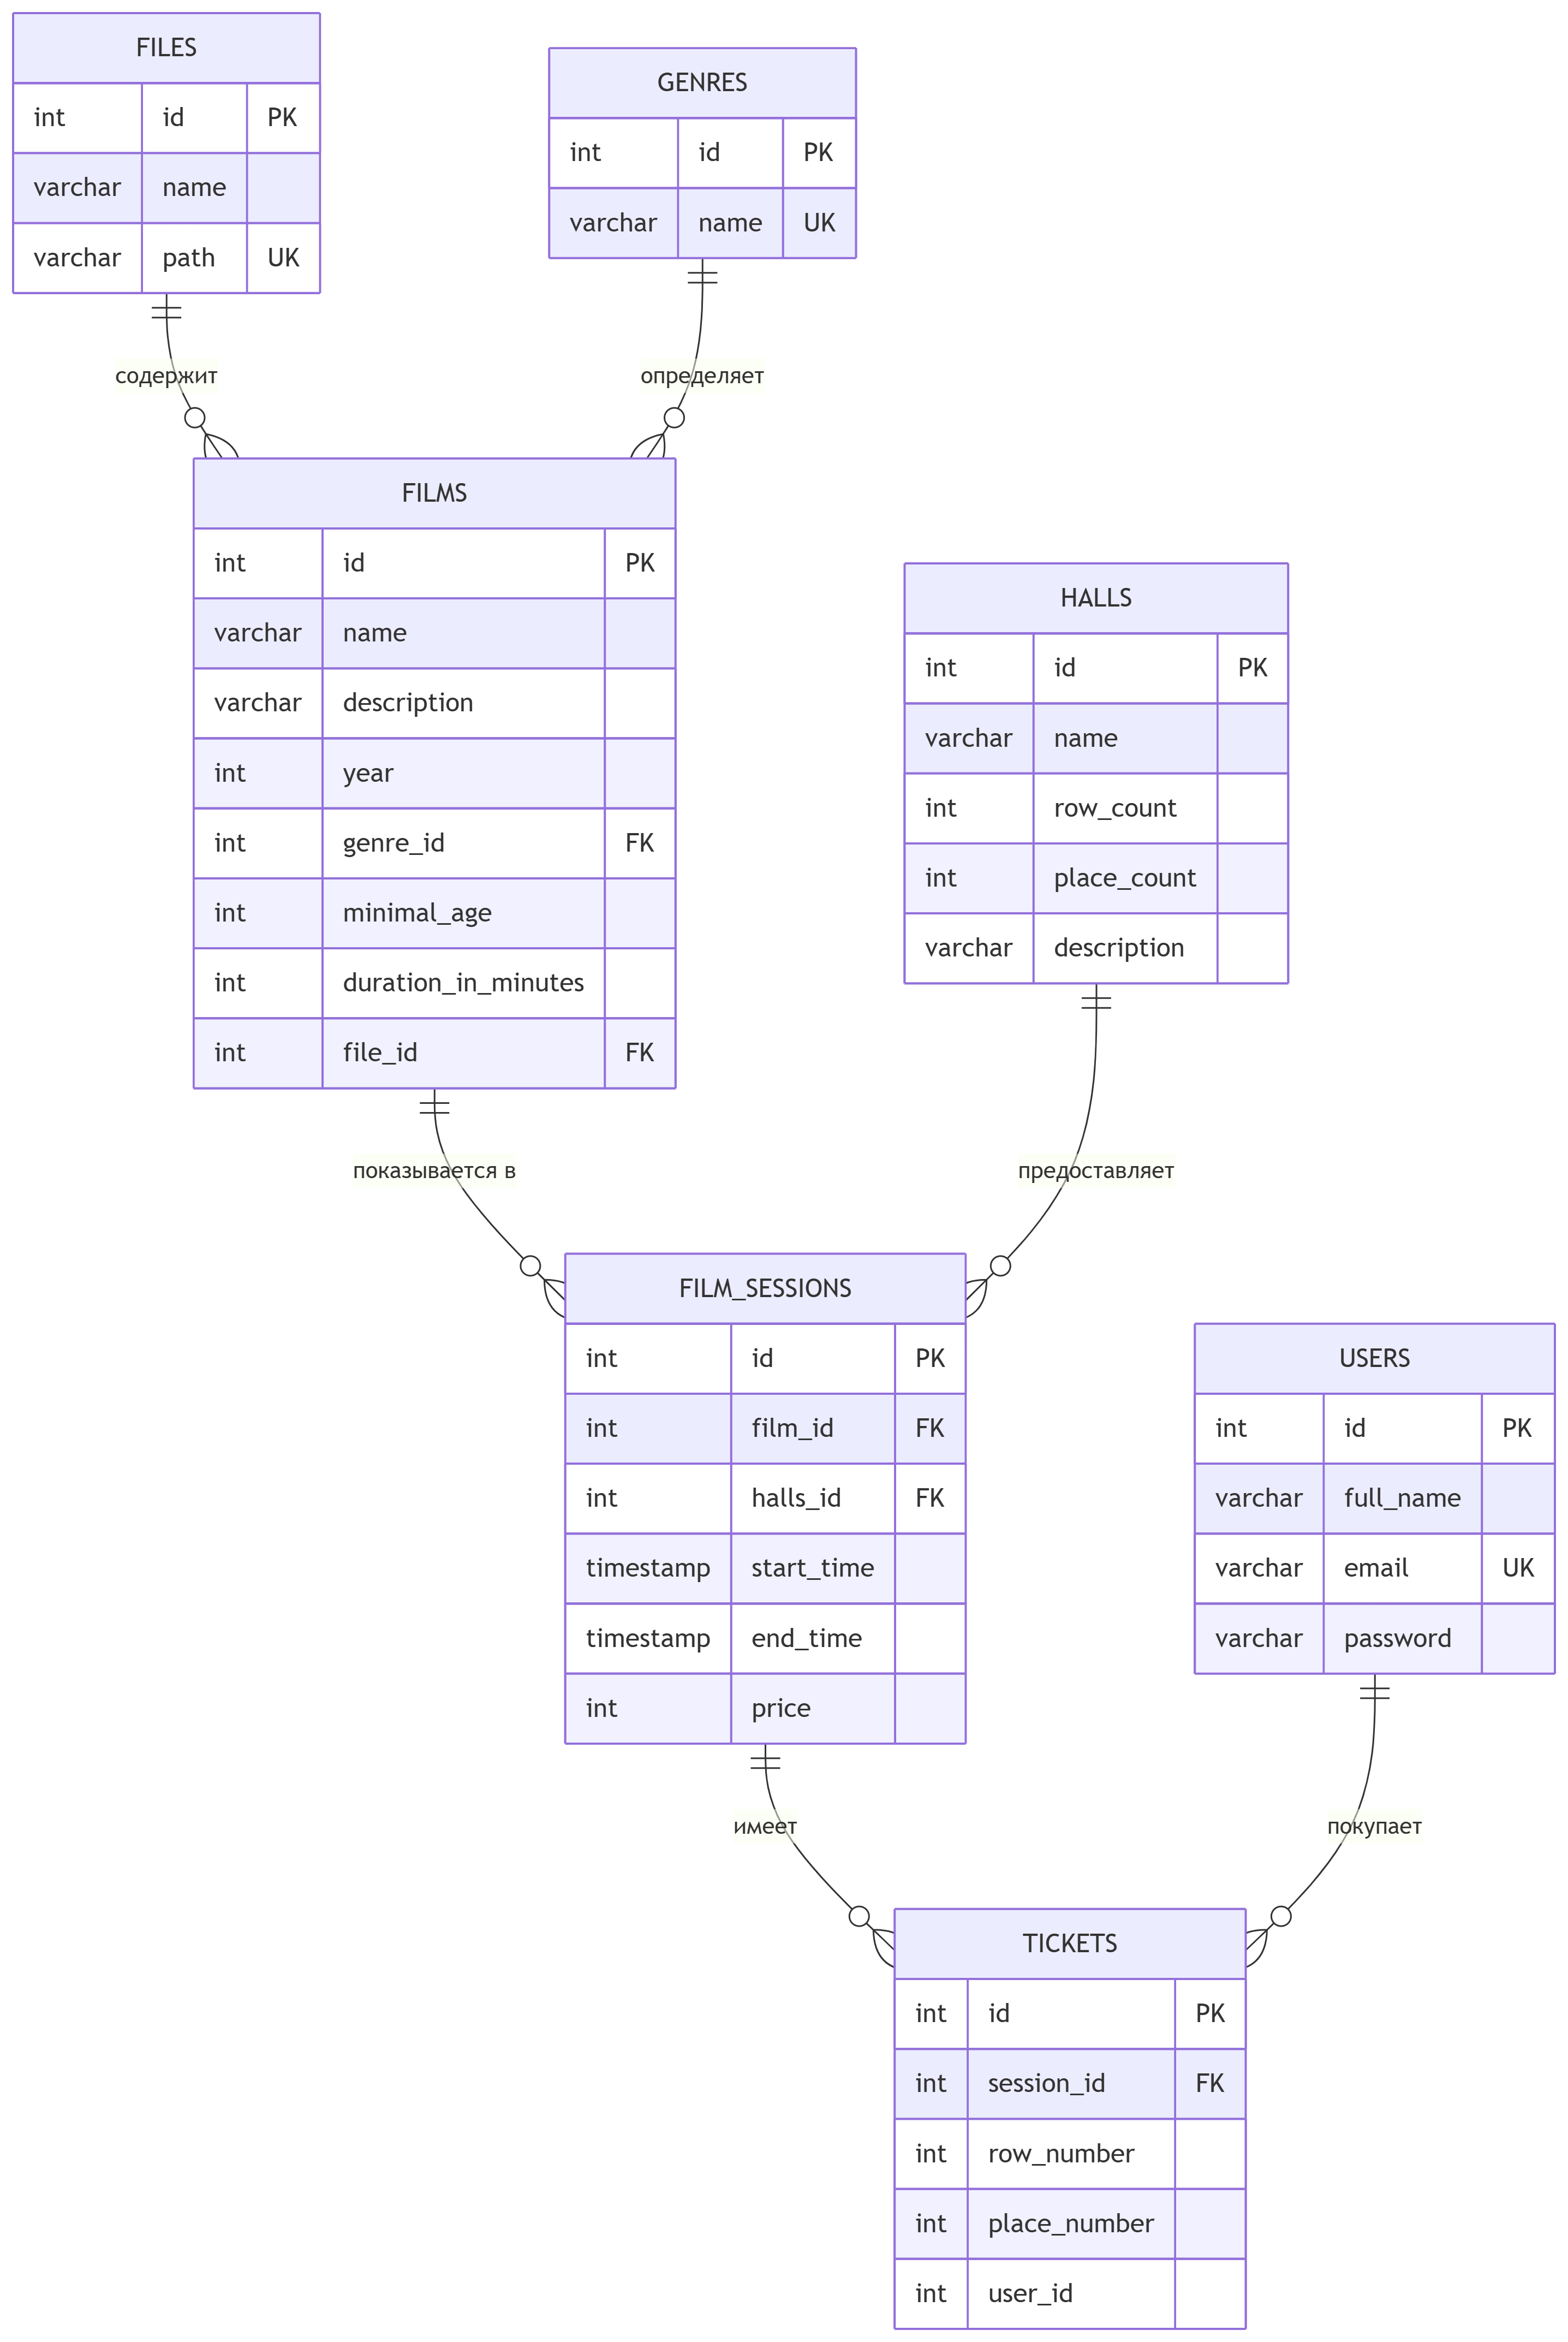 FILES
int id PK
varchar name
varchar path UK
GENRES
int id PK
varchar name UK
содержит
определяет
FILMS
int id PK
varchar name
varchar description
int year
int genre_id FK
int minimal_age
int duration_in_minutes
int file_id FK
HALLS
int id PK
varchar name
int row_count
int place_count
varchar description
показывается в
предоставляет
FILM_SESSIONS
int id PK
int film_id FK
int halls_id FK
timestamp start_time
timestamp end_time
int price
USERS
int id PK
varchar full_name
varchar email UK
varchar password
имеет
покупает
TICKETS
int id PK
int session_id FK
int row_number
int place_number
int user_id